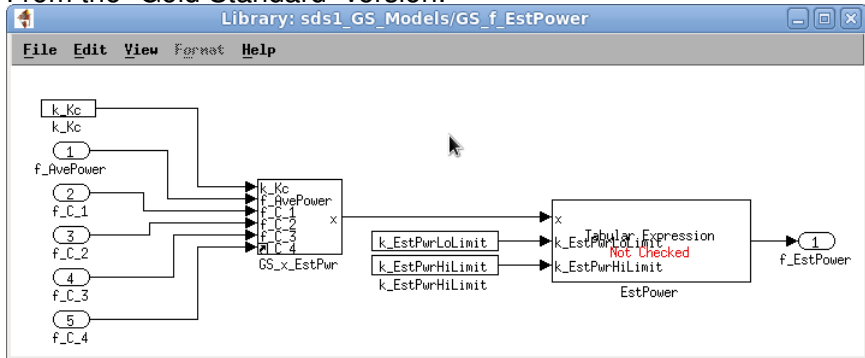 From the "Gold Standard" version:
Library: sds1_GS_Models/GS_f_EstPower
File Edit View Format Help
k_Kc
k_Kc
1
f_AvePower
2
f_C_1
3
f_C_2
4
f_C_3
5
f_C_4
k_Kc
f_AvePower
f_C_1
f_C_2
f_C_3
f_C_4
x
GS_x_EstPwr
k_EstPwrLoLimit
k_EstPwrHiLimit
k_EstPwrHiLimit
x
Tabular Expression
k_EstPwrLoLimit
Not Checked
k_EstPwrHiLimit
EstPower
1
f_EstPower